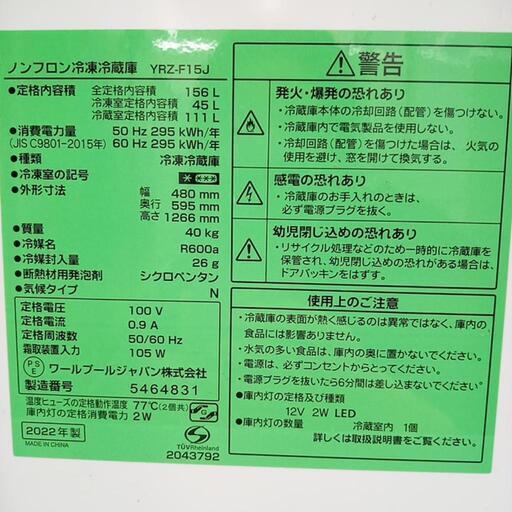 ノンフロン冷凍冷蔵庫 YRZ-F15J
●定格内容積 全定格内容積 156 L
冷凍室定格内容積 45 L
冷蔵室定格内容積 111 L
●消費電力量 50 Hz 295 kWh/年
(JIS C9801-2015年) 60 Hz 295 kWh/年
●種類 冷凍冷蔵庫
●冷凍室の記号
●外形寸法 幅 480 mm
奥行 595 mm
高さ 1266 mm
●質量 40 kg
●冷媒名 R600a
●冷媒封入量 26 g
●断熱材用発泡剤 シクロペンタン
●気候タイプ N
定格電圧 100 V
定格電流 0.9 A
定格周波数 50/60 Hz
霜取装置入力 105 W
PSE ワールプールジャパン株式会社
製造番号 5464831
温度ヒューズの定格動作温度 77℃(2個共)
庫内灯の定格消費電力 2W
G
2022年製
MADE IN CHINA
TÜVRheinland
2043792
警告
発火・爆発の恐れあり
・冷蔵庫本体の冷却回路(配管)を傷つけない。
・冷蔵庫内で電気製品を使用しない。
・冷却回路(配管)を傷つけた場合は、火気の
使用を避け、窓を開けて換気する。
感電の恐れあり
・冷蔵庫のお手入れのときは、
必ず電源プラグを抜く。
幼児閉じ込めの恐れあり
・リサイクル処理などのため一時的に冷蔵庫を
保管され、幼児閉じ込めの恐れがある場合は、
ドアパッキンをはずす。
使用上のご注意
・冷蔵庫の表面が熱く感じるのは異常ではなく、庫内の
食品には影響ありません。
・水気の多い食品は、庫内の奥に置かないでください。
・電源は、必ずコンセントからとってください。
・電源プラグを抜いたら6分間は差し込まないでください。
●庫内灯の定格及び種類
12V 2W LED
●庫内灯の数量 冷蔵室内 1個
詳しくは取扱説明書をご覧ください。